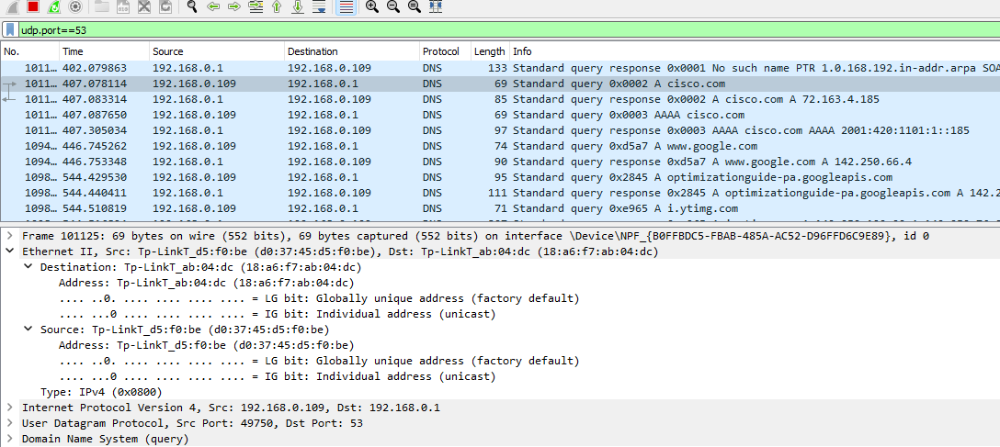 udp.port==53
No. Time Source Destination Protocol Length Info
1011… 402.079863 192.168.0.1 192.168.0.109 DNS 133 Standard query response 0x0001 No such name PTR 1.0.168.192.in-addr.arpa SOA
1011… 407.078114 192.168.0.109 192.168.0.1 DNS 69 Standard query 0x0002 A cisco.com
1011… 407.083314 192.168.0.1 192.168.0.109 DNS 85 Standard query response 0x0002 A cisco.com A 72.163.4.185
1011… 407.087650 192.168.0.109 192.168.0.1 DNS 69 Standard query 0x0003 AAAA cisco.com
1011… 407.305034 192.168.0.1 192.168.0.109 DNS 97 Standard query response 0x0003 AAAA cisco.com AAAA 2001:420:1101:1::185
1094… 446.745262 192.168.0.109 192.168.0.1 DNS 74 Standard query 0xd5a7 A www.google.com
1094… 446.753348 192.168.0.1 192.168.0.109 DNS 90 Standard query response 0xd5a7 A www.google.com A 142.250.66.4
1098… 544.429530 192.168.0.109 192.168.0.1 DNS 95 Standard query 0x2845 A optimizationguide-pa.googleapis.com
1098… 544.440411 192.168.0.1 192.168.0.109 DNS 111 Standard query response 0x2845 A optimizationguide-pa.googleapis.com A 142.2
1098… 544.510819 192.168.0.109 192.168.0.1 DNS 71 Standard query 0xe965 A i.ytimg.com
Frame 101125: 69 bytes on wire (552 bits), 69 bytes captured (552 bits) on interface \Device\NPF_{B0FFBDC5-FBAB-485A-AC52-D96FFD6C9E89}, id 0
Ethernet II, Src: Tp-LinkT_d5:f0:be (d0:37:45:d5:f0:be), Dst: Tp-LinkT_ab:04:dc (18:a6:f7:ab:04:dc)
Destination: Tp-LinkT_ab:04:dc (18:a6:f7:ab:04:dc)
Address: Tp-LinkT_ab:04:dc (18:a6:f7:ab:04:dc)
.... ..0. .... .... .... .... = LG bit: Globally unique address (factory default)
.... ...0 .... .... .... .... = IG bit: Individual address (unicast)
Source: Tp-LinkT_d5:f0:be (d0:37:45:d5:f0:be)
Address: Tp-LinkT_d5:f0:be (d0:37:45:d5:f0:be)
.... ..0. .... .... .... .... = LG bit: Globally unique address (factory default)
.... ...0 .... .... .... .... = IG bit: Individual address (unicast)
Type: IPv4 (0x0800)
Internet Protocol Version 4, Src: 192.168.0.109, Dst: 192.168.0.1
User Datagram Protocol, Src Port: 49750, Dst Port: 53
Domain Name System (query)